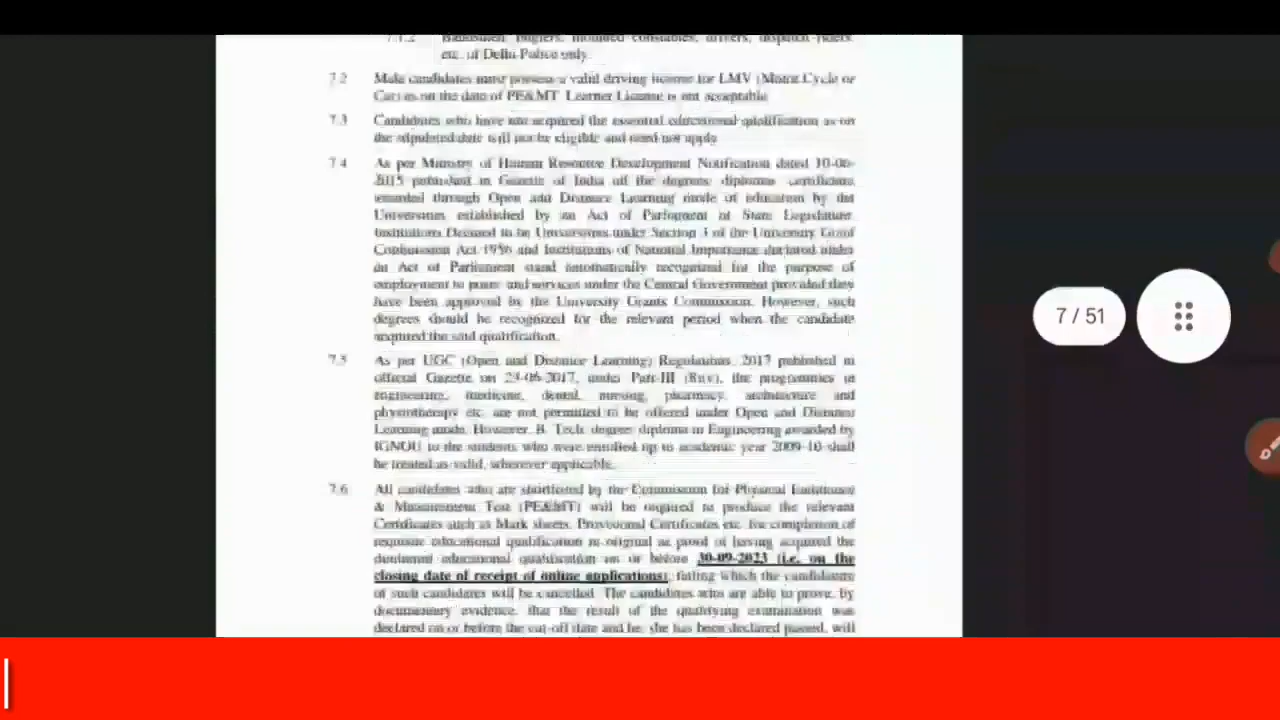 etc. of Delhi Police only.
7.2 Male candidates must possess a valid driving license for LMV (Motor Cycle or
Car) as on the date of PE&MT. Learner License is not acceptable.
7.3 Candidates who have not acquired the essential educational qualification as on
the stipulated date will not be eligible and need not apply.
7.4 As per Ministry of Human Resource Development Notification dated 10-06-
2015 published in Gazette of India all the degrees/ diplomas/ certificates
awarded through Open and Distance Learning mode of education by the
Universities established by an Act of Parliament or State Legislature,
Institutions Deemed to be Universities under Section 3 of the University Grants
Commission Act 1956 and Institutions of National Importance declared under
an Act of Parliament stand automatically recognized for the purpose of
employment to posts and services under the Central Government provided they
have been approved by the University Grants Commission. However, such
degrees should be recognized for the relevant period when the candidate
acquired the said qualification.
7.5 As per UGC (Open and Distance Learning) Regulations, 2017 published in
official Gazette on 23-06-2017, under Part-III the programmes in
engineering, medicine, dental, nursing, pharmacy, architecture and
physiotherapy etc. are not permitted to be offered under Open and Distance
Learning mode. However, B. Tech. degree/ diploma in Engineering awarded by
IGNOU to the students who were enrolled up to academic year 2009-10 shall
be treated as valid, wherever applicable.
7.6 All candidates who are shortlisted by the Commission for Physical Endurance
& Measurement Test (PE&MT) will be required to produce the relevant
Certificates such as Mark sheets, Provisional Certificates etc. for completion of
requisite educational qualification in original as proof of having acquired the
educational qualification on or before 30-09-2023 (i.e. on the
closing date of receipt of online applications), failing which the candidature
of such candidates will be cancelled. The candidates who are able to prove, by
documentary evidence, that the result of the qualifying examination was
declared on or before the cut-off date and he/ she has been declared passed, will
7 / 51